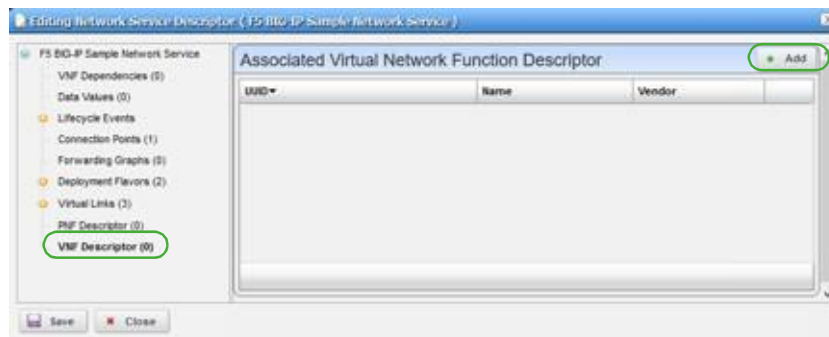 Editing Network Service Descriptor ( F5 BIG-IP Sample Network Service )
F5 BIG-IP Sample Network Service
VNF Dependencies (0)
Data Values (0)
Lifecycle Events
Connection Points (1)
Forwarding Graphs (0)
Deployment Flavors (2)
Virtual Links (3)
PNF Descriptor (0)
VNF Descriptor (0)
Associated Virtual Network Function Descriptor
Add
UUID Name Vendor
Save Close